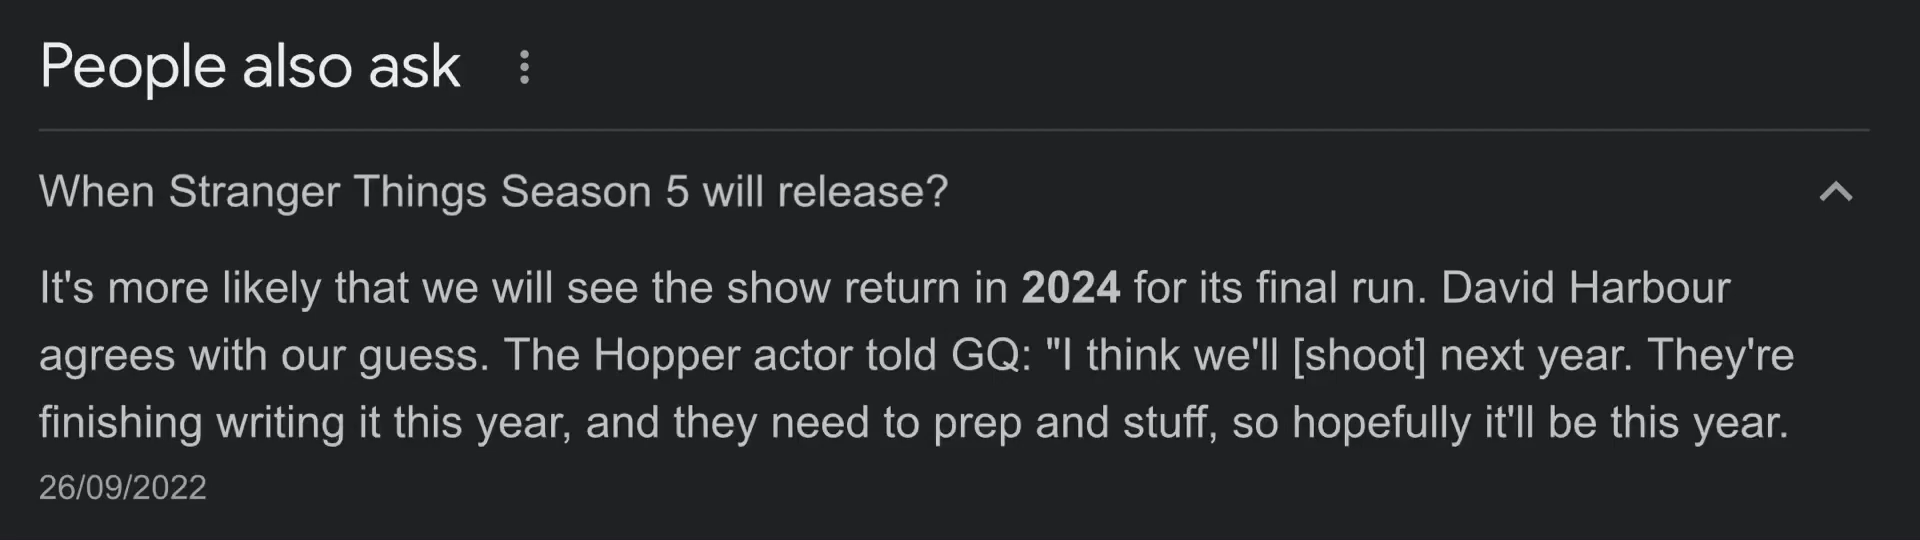 People also ask
When Stranger Things Season 5 will release?
It's more likely that we will see the show return in 2024 for its final run. David Harbour
agrees with our guess. The Hopper actor told GQ: "I think we'll [shoot] next year. They're
finishing writing it this year, and they need to prep and stuff, so hopefully it'll be this year.
26/09/2022